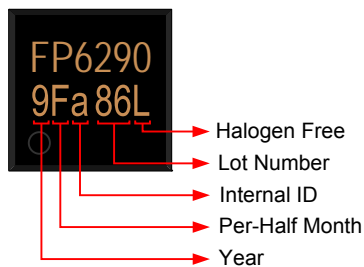 FP6290
9Fa86L
Halogen Free
Lot Number
Internal ID
Per-Half Month
Year